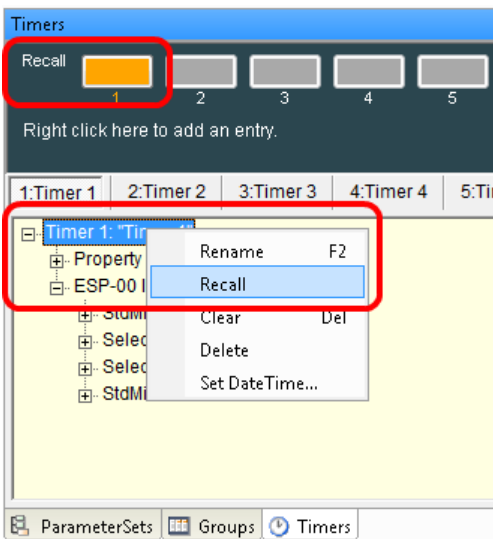 Timers
Recall
1 2 3 4 5
Right click here to add an entry.
1:Timer 1 2:Timer 2 3:Timer 3 4:Timer 4 5:Ti
Timer 1:
Rename F2
Property
Recall
ESP-00
Clear Del
Delete
Set DateTime...
ParameterSets Groups Timers